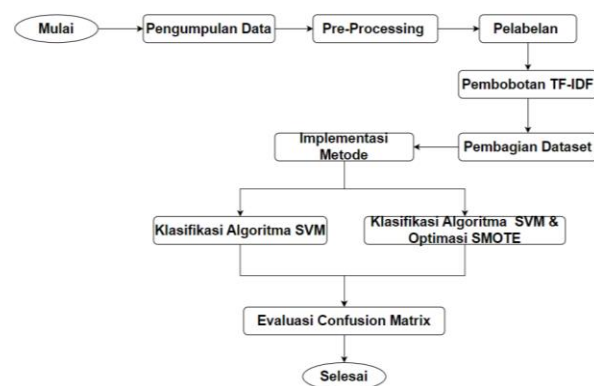 Mulai
Pengumpulan Data
Pre-Processing
Pelabelan
Pembobotan TF-IDF
Pembagian Dataset
Implementasi
Metode
Klasifikasi Algoritma SVM
Klasifikasi Algoritma SVM &
Optimasi SMOTE
Evaluasi Confusion Matrix
Selesai